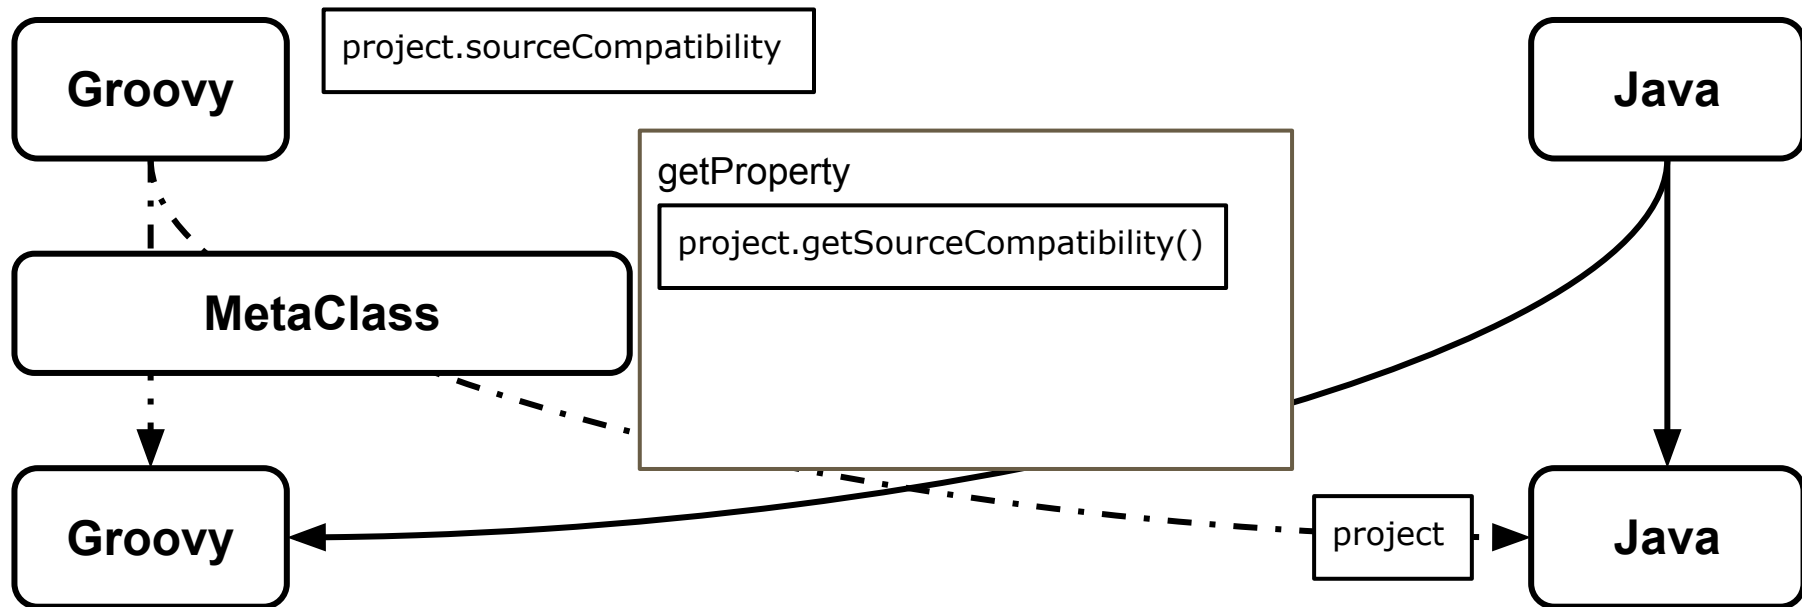 Groovy
project.sourceCompatibility
Java
getProperty
project.getSourceCompatibility()
MetaClass
Groovy
project
Java